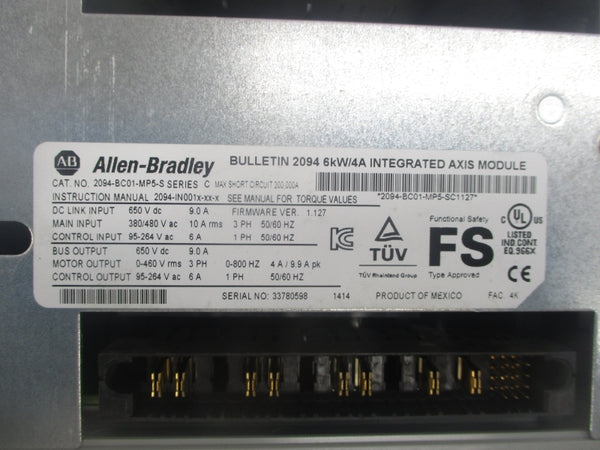 AB Allen-Bradley BULLETIN 2094 6kW/4A INTEGRATED AXIS MODULE
CAT. NO. 2094-BC01-MP5-S SERIES C MAX SHORT CIRCUIT 200,000A
INSTRUCTION MANUAL 2094-IN001x-xx-x SEE MANUAL FOR TORQUE VALUES
*2094-BC01-MP5-SC1127*
DC LINK INPUT 650 V dc 9.0 A FIRMWARE VER. 1.127
MAIN INPUT 380/480 V ac 10 A rms 3 PH 50/60 HZ
CONTROL INPUT 95-264 V ac 6 A 1 PH 50/60 HZ
BUS OUTPUT 650 V dc 9.0 A
MOTOR OUTPUT 0-460 V rms 3 PH 0-800 HZ 4 A / 9.9 A pk
CONTROL OUTPUT 95-264 V ac 6 A 1 PH 50/60 HZ
SERIAL NO: 33780598 1414 PRODUCT OF MEXICO FAC. 4K
TÜV
TÜV Rheinland Group
Functional Safety
FS
Type Approved
C UL US
LISTED
IND.CONT.
EQ.966X